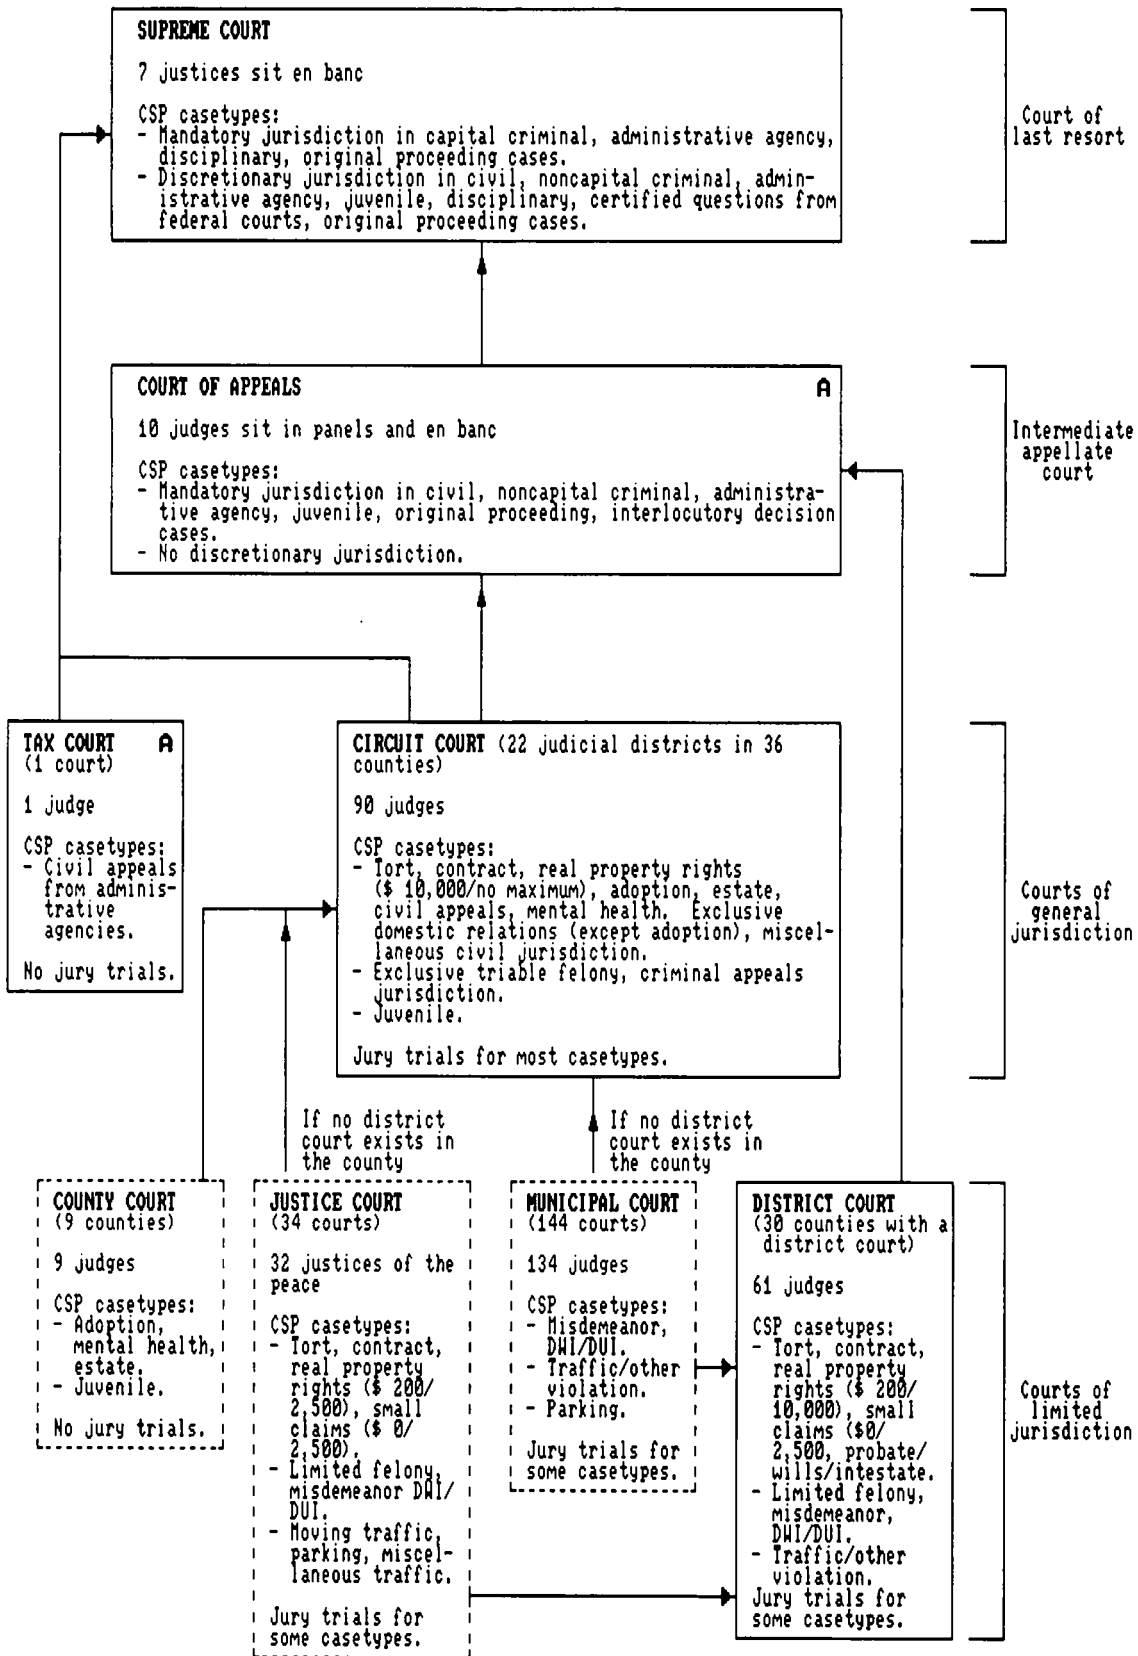 SUPREME COURT
7 justices sit en banc
CSP casetypes:
- Mandatory jurisdiction in capital criminal, administrative agency,
disciplinary, original proceeding cases.
- Discretionary jurisdiction in civil, noncapital criminal, admin-
istrative agency, juvenile, disciplinary, certified questions from
federal courts, original proceeding cases.
Court of
last resort
COURT OF APPEALS A
10 judges sit in panels and en banc
CSP casetypes:
- Mandatory jurisdiction in civil, noncapital criminal, administra-
tive agency, juvenile, original proceeding, interlocutory decision
cases.
- No discretionary jurisdiction.
Intermediate
appellate
court
TAX COURT A
(1 court)
1 judge
CSP casetypes:
- Civil appeals
from adminis-
trative
agencies.
No jury trials.
CIRCUIT COURT (22 judicial districts in 36
counties)
90 judges
CSP casetypes:
- Tort, contract, real property rights
($ 10,000/no maximum), adoption, estate,
civil appeals, mental health. Exclusive
domestic relations (except adoption), miscel-
laneous civil jurisdiction.
- Exclusive triable felony, criminal appeals
jurisdiction.
- Juvenile.
Jury trials for most casetypes.
Courts of
general
jurisdiction
If no district
court exists in
the county
If no district
court exists in
the county
COUNTY COURT
(9 counties)
9 judges
CSP casetypes:
- Adoption,
mental health,
estate.
- Juvenile.
No jury trials.
JUSTICE COURT
(34 courts)
32 justices of the
peace
CSP casetypes:
- Tort, contract,
real property
rights ($ 200/
2,500), small
claims ($ 0/
2,500).
- Limited felony,
misdemeanor DWI/
DUI.
- Moving traffic,
parking, miscel-
laneous traffic.
Jury trials for
some casetypes.
MUNICIPAL COURT
(144 courts)
134 judges
CSP casetypes:
- Misdemeanor,
DWI/DUI.
- Traffic/other
violation.
- Parking.
Jury trials for
some casetypes.
DISTRICT COURT
(30 counties with a
district court)
61 judges
CSP casetypes:
- Tort, contract,
real property
rights ($ 200/
10,000), small
claims ($0/
2,500, probate/
wills/intestate.
- Limited felony,
misdemeanor,
DWI/DUI.
- Traffic/other
violation.
Jury trials for
some casetypes.
Courts of
limited
jurisdiction